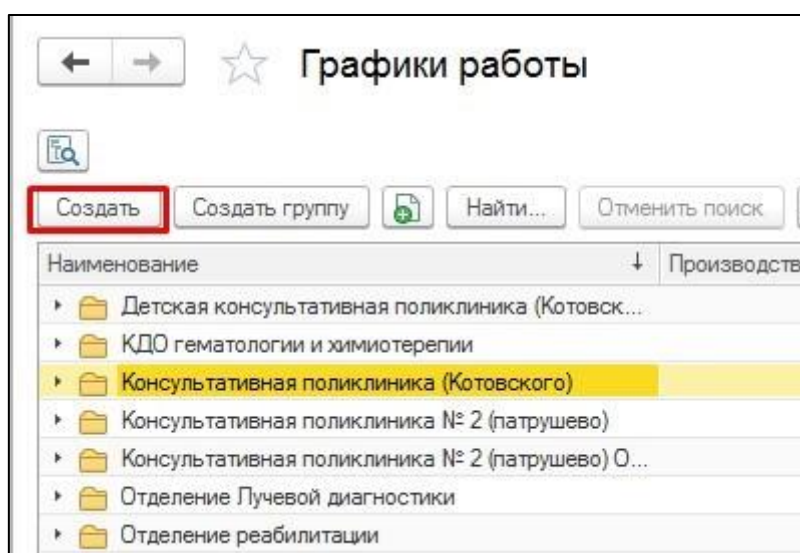 Графики работы
Создать Создать группу Найти... Отменить поиск
Наименование ↓ Производств
Детская консультативная поликлиника (Котовск...
КДО гематологии и химиотерепии
Консультативная поликлиника (Котовского)
Консультативная поликлиника № 2 (патрушево)
Консультативная поликлиника № 2 (патрушево) О...
Отделение Лучевой диагностики
Отделение реабилитации